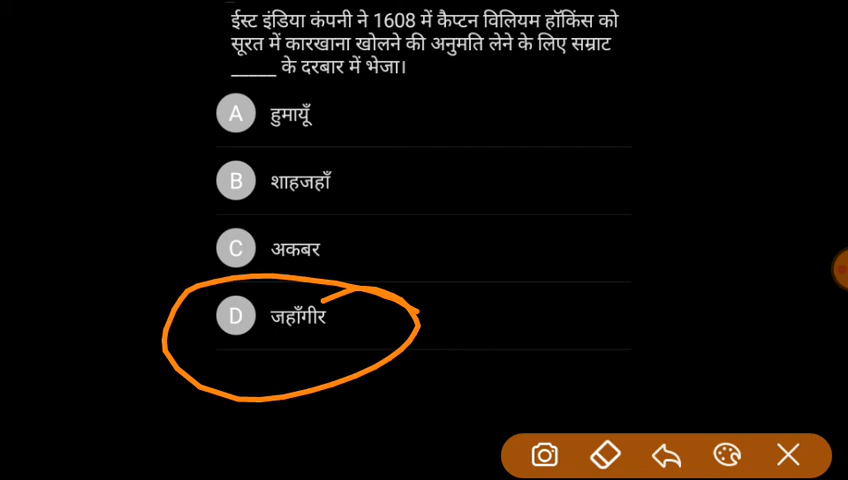 ईस्ट इंडिया कंपनी ने 1608 में कैप्टन विलियम हॉकिंस को
सूरत में कारखाना खोलने की अनुमति लेने के लिए सम्राट
_____ के दरबार में भेजा।
A हुमायूँ
B शाहजहाँ
C अकबर
D जहाँगीर